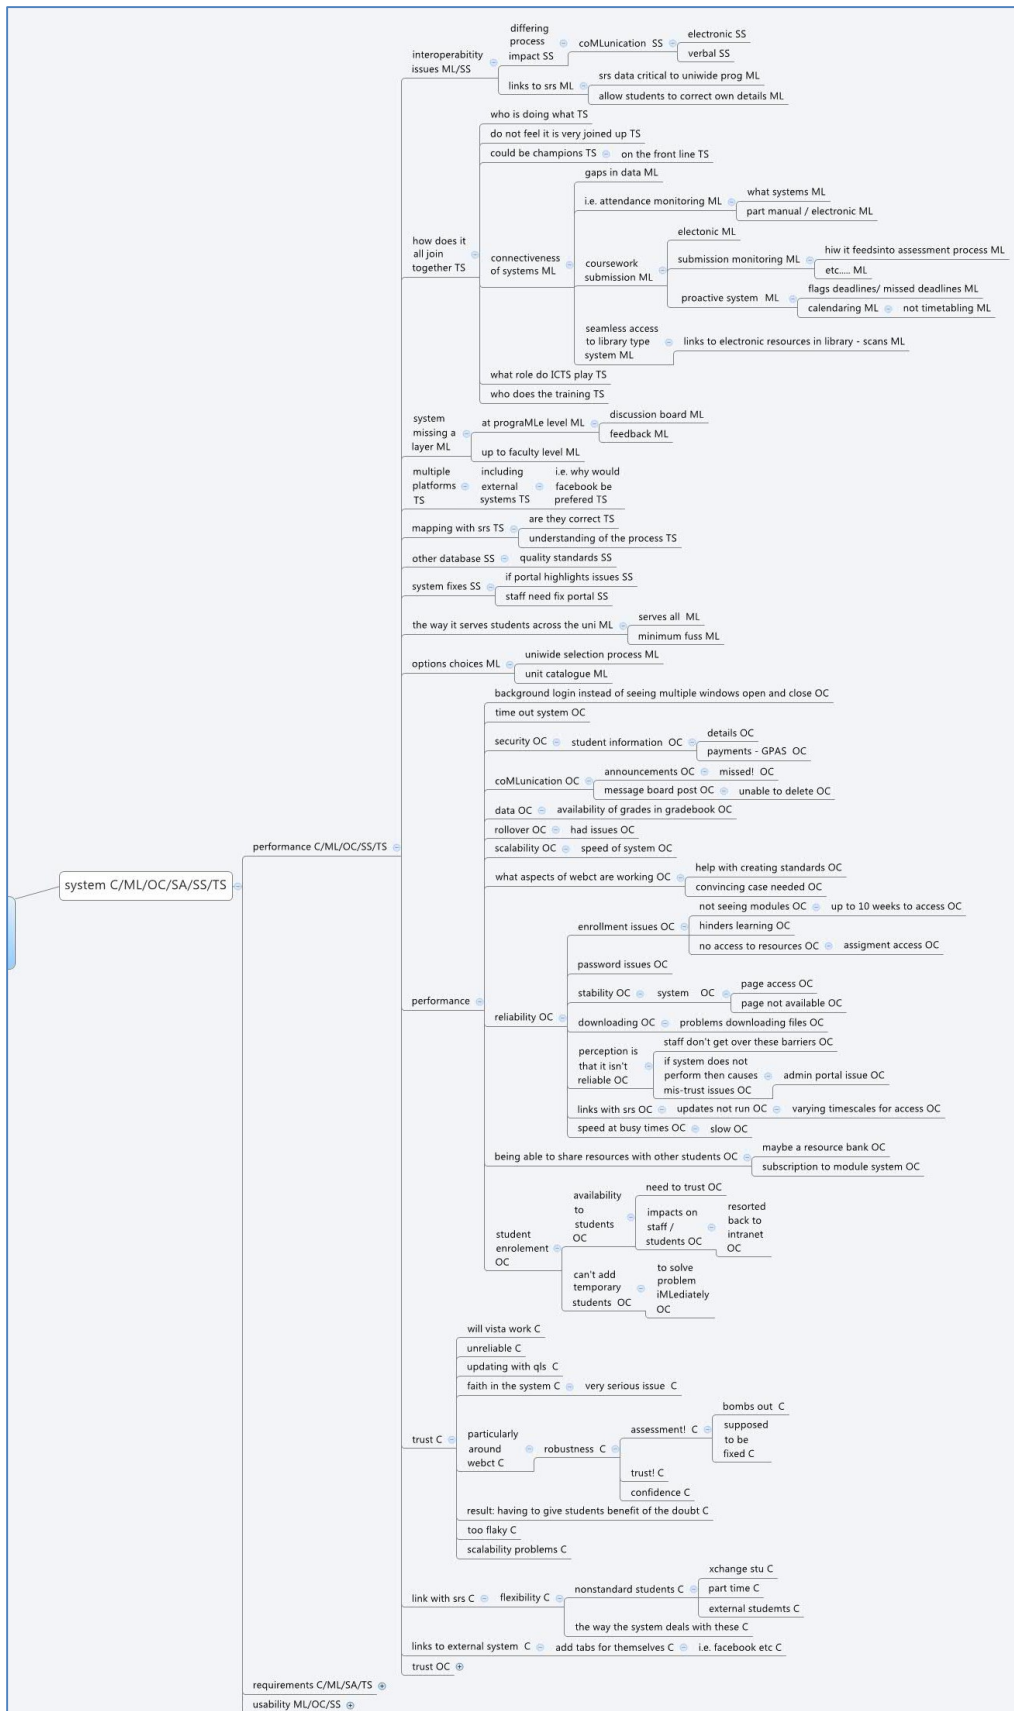 differing
process
impact SS
coMLunication SS
electronic SS
verbal SS
interoperabitity
issues ML/SS
links to srs ML
srs data critical to uniwide prog ML
allow students to correct own details ML
who is doing what TS
do not feel it is very joined up TS
could be champions TS
on the front line TS
how does it
all join
together TS
connectiveness
of systems ML
gaps in data ML
i.e. attendance monitoring ML
what systems ML
part manual / electronic ML
coursework
submission ML
electonic ML
submission monitoring ML
hiw it feedsinto assessment process ML
etc..... ML
proactive system ML
flags deadlines/ missed deadlines ML
calendaring ML
not timetabling ML
seamless access
to library type
system ML
links to electronic resources in library - scans ML
what role do ICTS play TS
who does the training TS
system
missing a
layer ML
at prograMLe level ML
discussion board ML
feedback ML
up to faculty level ML
multiple
platforms
TS
including
external
systems TS
i.e. why would
facebook be
prefered TS
mapping with srs TS
are they correct TS
understanding of the process TS
other database SS
quality standards SS
system fixes SS
if portal highlights issues SS
staff need fix portal SS
the way it serves students across the uni ML
serves all ML
minimum fuss ML
options choices ML
uniwide selection process ML
unit catalogue ML
system C/ML/OC/SA/SS/TS
performance C/ML/OC/SS/TS
performance
background login instead of seeing multiple windows open and close OC
time out system OC
security OC
student information OC
details OC
payments - GPAS OC
coMLunication OC
announcements OC
missed! OC
message board post OC
unable to delete OC
data OC
availability of grades in gradebook OC
rollover OC
had issues OC
scalability OC
speed of system OC
what aspects of webct are working OC
help with creating standards OC
convincing case needed OC
reliability OC
enrollment issues OC
not seeing modules OC
up to 10 weeks to access OC
hinders learning OC
no access to resources OC
assigment access OC
password issues OC
stability OC
system OC
page access OC
page not available OC
downloading OC
problems downloading files OC
perception is
that it isn't
reliable OC
staff don't get over these barriers OC
if system does not
perform then causes
mis-trust issues OC
admin portal issue OC
links with srs OC
updates not run OC
varying timescales for access OC
speed at busy times OC
slow OC
being able to share resources with other students OC
maybe a resource bank OC
subscription to module system OC
student
enrolement
OC
availability
to
students
OC
need to trust OC
impacts on
staff /
students OC
resorted
back to
intranet
OC
can't add
temporary
students OC
to solve
problem
iMLediately
OC
trust C
will vista work C
unreliable C
updating with qls C
faith in the system C
very serious issue C
particularly
around
webct C
robustness C
assessment! C
bombs out C
supposed
to be
fixed C
trust! C
confidence C
result: having to give students benefit of the doubt C
too flaky C
scalability problems C
link with srs C
flexibility C
nonstandard students C
xchange stu C
part time C
external studemts C
the way the system deals with these C
links to external system C
add tabs for themselves C
i.e. facebook etc C
trust OC
requirements C/ML/SA/TS
usability ML/OC/SS